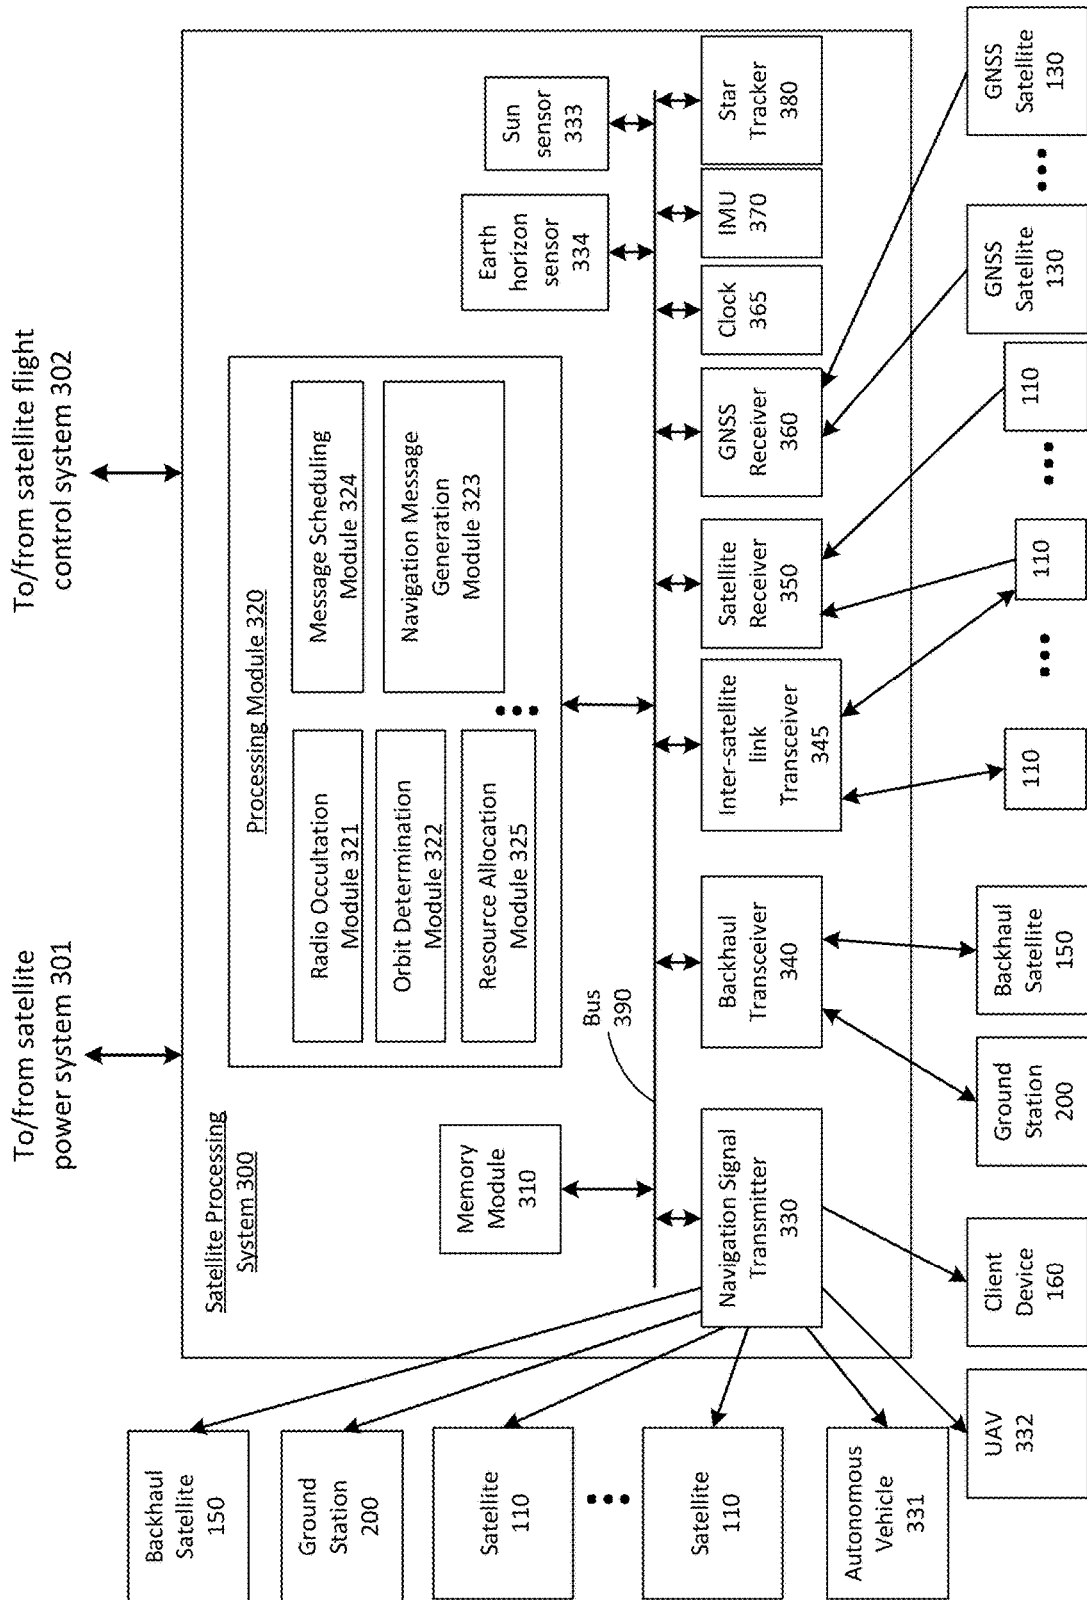 To/from satellite
power system 301
To/from satellite flight
control system 302
Satellite Processing
System 300
Processing Module 320
Radio Occultation
Module 321
Orbit Determination
Module 322
Resource Allocation
Module 325
Message Scheduling
Module 324
Navigation Message
Generation
Module 323
Memory
Module
310
Earth
horizon
sensor
334
Sun
sensor
333
Bus
390
Navigation Signal
Transmitter
330
Backhaul
Transceiver
340
Inter-satellite
link
Transceiver
345
Satellite
Receiver
350
GNSS
Receiver
360
Clock
365
IMU
370
Star
Tracker
380
Backhaul
Satellite
150
Ground
Station
200
Satellite
110
Satellite
110
Autonomous
Vehicle
331
UAV
332
Client
Device
160
Ground
Station
200
Backhaul
Satellite
150
110
110
110
GNSS
Satellite
130
GNSS
Satellite
130